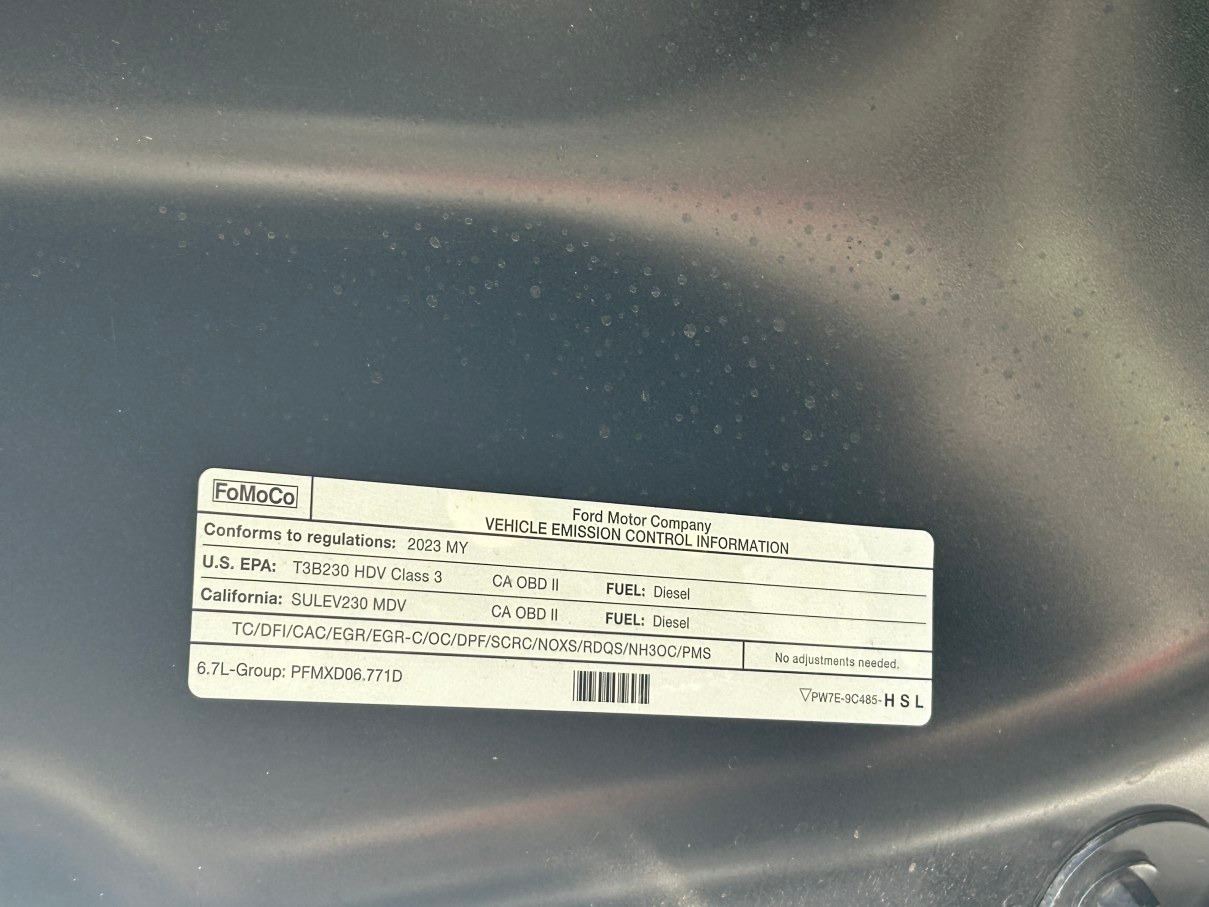 FoMoCo
Ford Motor Company
VEHICLE EMISSION CONTROL INFORMATION
Conforms to regulations: 2023 MY
U.S. EPA: T3B230 HDV Class 3 CA OBD II FUEL: Diesel
California: SULEV230 MDV CA OBD II FUEL: Diesel
TC/DFI/CAC/EGR/EGR-C/OC/DPF/SCRC/NOXS/RDQS/NH3OC/PMS No adjustments needed.
6.7L-Group: PFMXD06.771D ▽PW7E-9C485-H S L